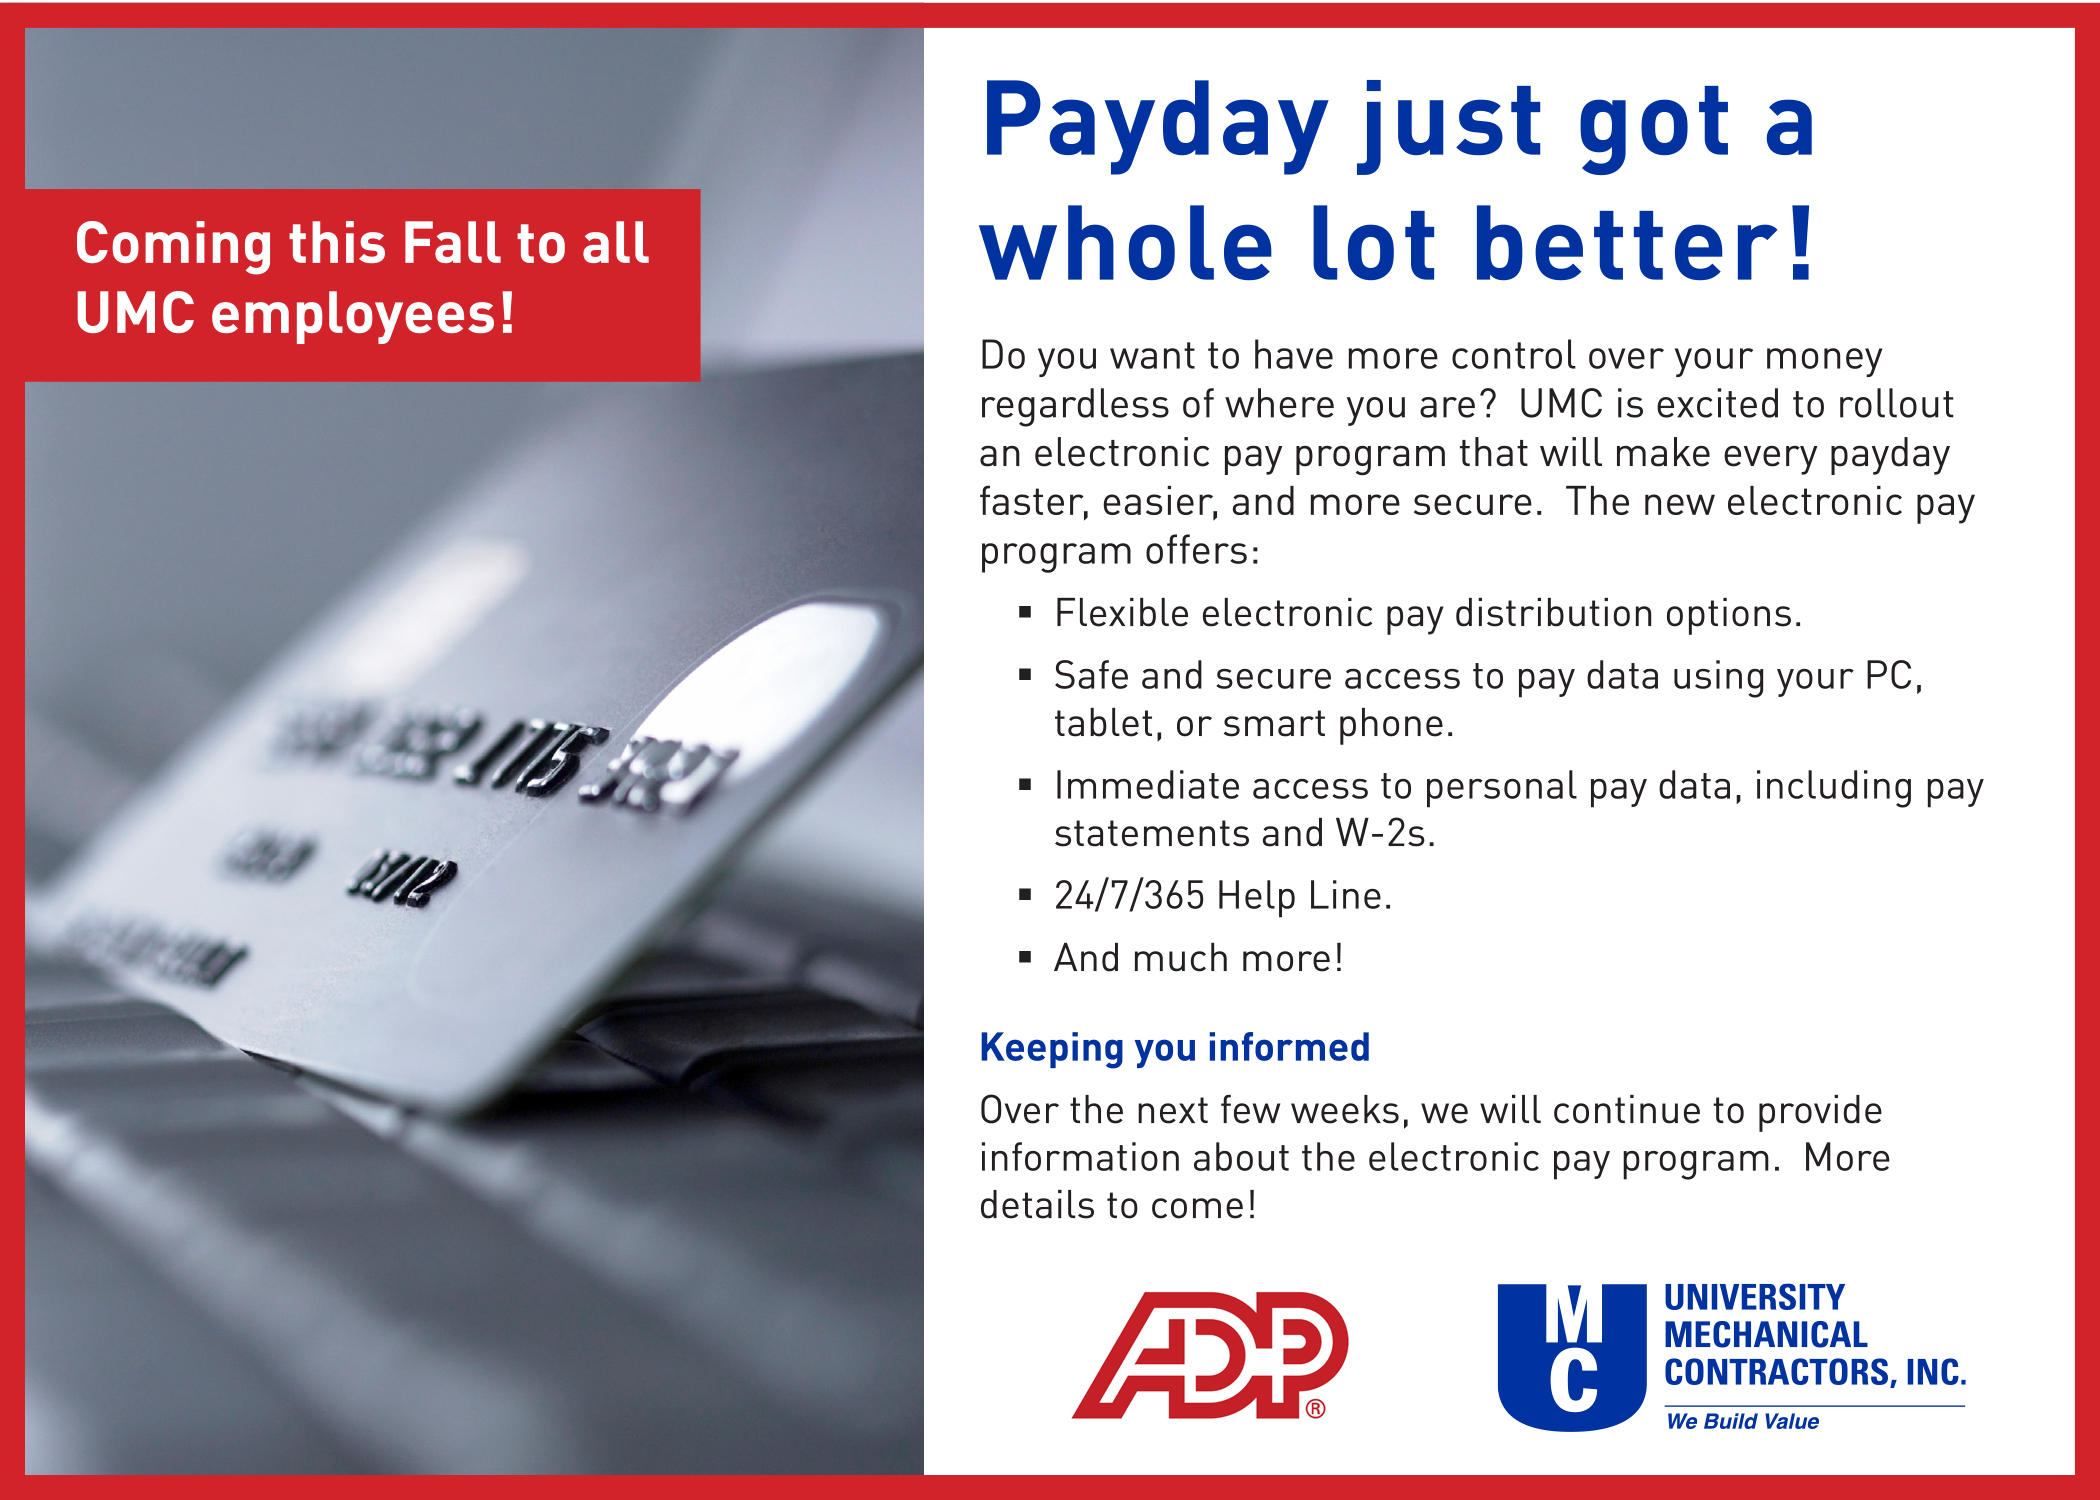 Coming this Fall to all
UMC employees!
Payday just got a
whole lot better!
Do you want to have more control over your money
regardless of where you are?  UMC is excited to rollout
an electronic pay program that will make every payday
faster, easier, and more secure.  The new electronic pay
program offers:
▪ Flexible electronic pay distribution options.
▪ Safe and secure access to pay data using your PC,
tablet, or smart phone.
▪ Immediate access to personal pay data, including pay
statements and W-2s.
▪ 24/7/365 Help Line.
▪ And much more!
Keeping you informed
Over the next few weeks, we will continue to provide
information about the electronic pay program.  More
details to come!
1775
ADP®
UMC
UNIVERSITY
MECHANICAL
CONTRACTORS, INC.
We Build Value